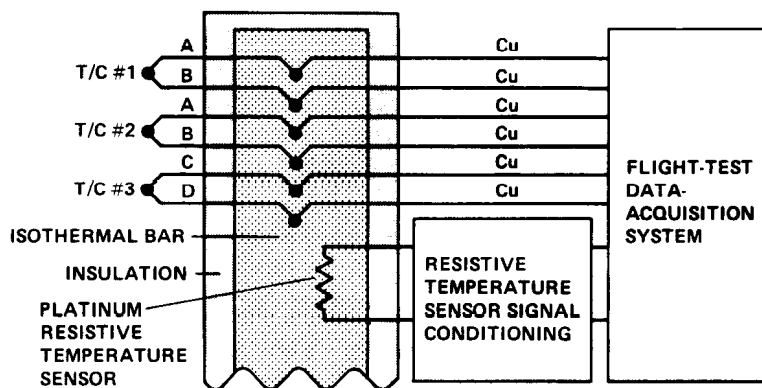 A
Cu
T/C #1
B
Cu
A
Cu
T/C #2
B
Cu
C
Cu
T/C #3
D
Cu
ISOTHERMAL BAR
INSULATION
PLATINUM
RESISTIVE
TEMPERATURE
SENSOR
RESISTIVE
TEMPERATURE
SENSOR SIGNAL
CONDITIONING
FLIGHT-TEST
DATA-
ACQUISITION
SYSTEM